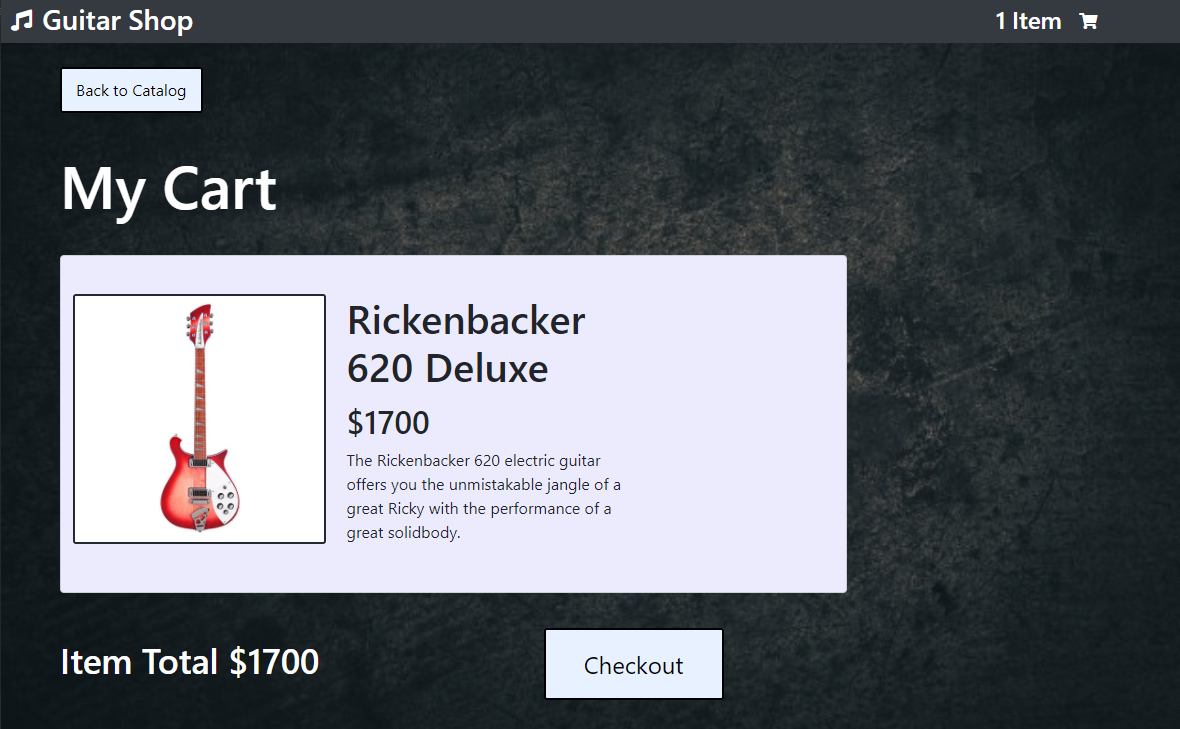 Guitar Shop
1 Item
Back to Catalog
My Cart
Rickenbacker
620 Deluxe
$1700
The Rickenbacker 620 electric guitar
offers you the unmistakable jangle of a
great Ricky with the performance of a
great solidbody.
Item Total $1700
Checkout